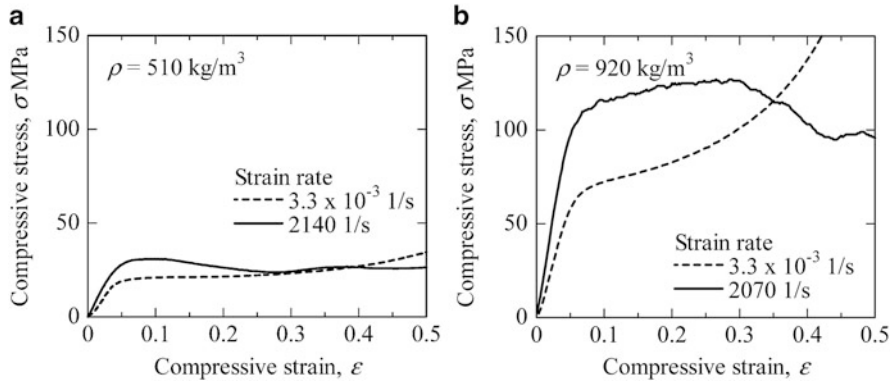 a
150
100
50
0
Compressive stress, σ MPa
ρ = 510 kg/m³
Strain rate
3.3 x 10⁻³ 1/s
2140 1/s
0 0.1 0.2 0.3 0.4 0.5
Compressive strain, ε
b
150
100
50
0
Compressive stress, σ MPa
ρ = 920 kg/m³
Strain rate
3.3 x 10⁻³ 1/s
2070 1/s
0 0.1 0.2 0.3 0.4 0.5
Compressive strain, ε